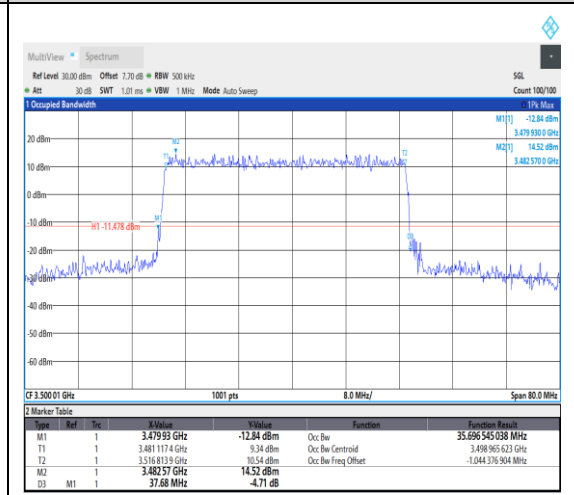 MultiView Spectrum
Ref Level 30.00 dBm Offset 7.70 dB RBW 500 kHz SGL
Att 30 dB SWT 1.01 ms VBW 1 MHz Mode Auto Sweep Count 100/100
1 Occupied Bandwidth 1Pk Max
M1[1] -12.84 dBm
3.479 930 0 GHz
M2[1] 14.52 dBm
3.482 570 0 GHz
20 dBm
M2
T1
T2
10 dBm
0 dBm
-10 dBm
M1
H1 -11.478 dBm
D3
-20 dBm
-30 dBm
-40 dBm
-50 dBm
-60 dBm
CF 3.500 01 GHz 1001 pts 8.0 MHz/ Span 80.0 MHz
2 Marker Table
Type Ref Trc X-Value Y-Value Function Function Result
M1 1 3.479 93 GHz -12.84 dBm Occ Bw 35.696 545 038 MHz
T1 1 3.481 117 4 GHz 9.34 dBm Occ Bw Centroid 3.498 965 623 GHz
T2 1 3.516 813 9 GHz 10.54 dBm Occ Bw Freq Offset -1.044 376 904 MHz
M2 1 3.482 57 GHz 14.52 dBm
D3 M1 1 37.68 MHz -4.71 dB